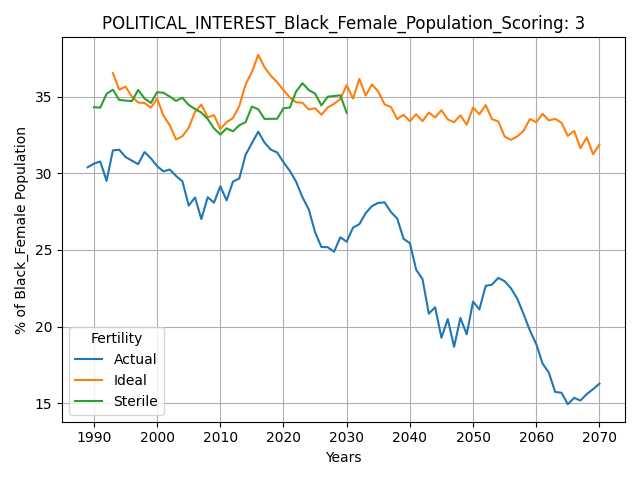 POLITICAL_INTEREST_Black_Female_Population_Scoring: 3
% of Black_Female Population
35
30
25
20
15
Fertility
Actual
Ideal
Sterile
1990 2000 2010 2020 2030 2040 2050 2060 2070
Years